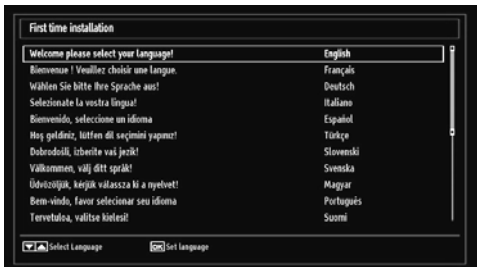 First time installation
Welcome please select your language! English
Bienvenue ! Veuillez choisir une langue. Français
Wählen Sie bitte Ihre Sprache aus! Deutsch
Selezionate la vostra lingua! Italiano
Bienvenido, seleccione un idioma Español
Hoş geldiniz, lütfen dil seçimini yapınız! Türkçe
Dobrodošli, izberite vaš jezik! Slovenski
Välkommen, välj ditt språk! Svenska
Üdvözöljük, kérjük válassza ki a nyelvet! Magyar
Bem-vindo, favor selecionar seu idioma Português
Tervetuloa, valitse kielesi! Suomi
Select Language OK Set language